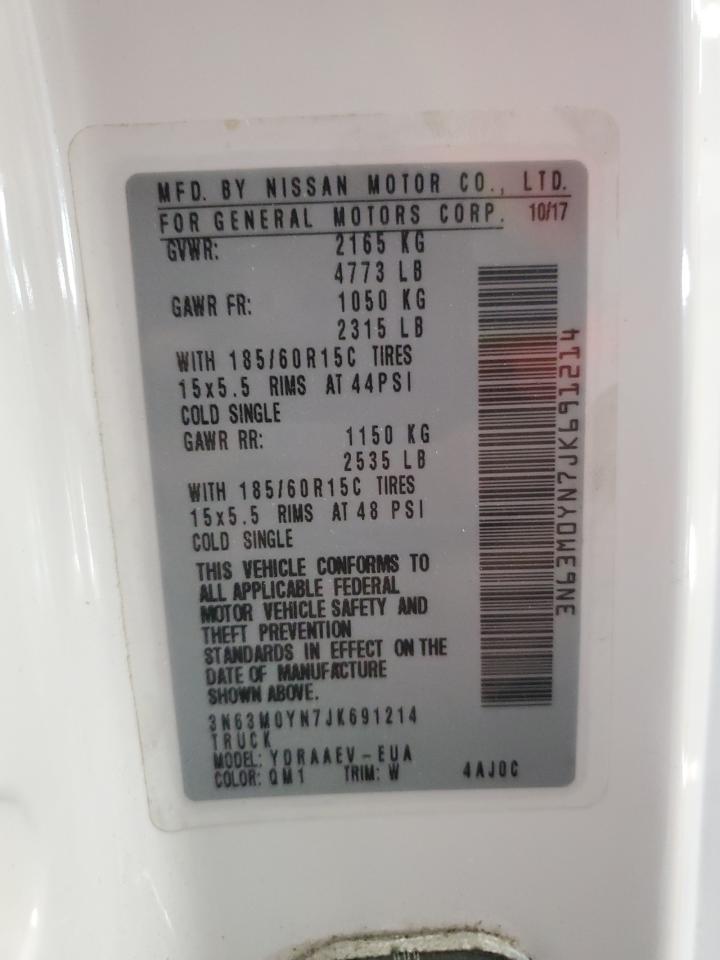 MFD. BY NISSAN MOTOR CO., LTD.
FOR GENERAL MOTORS CORP. 10/17
GVWR: 2165 KG
4773 LB
GAWR FR: 1050 KG
2315 LB
WITH 185/60R15C TIRES
15x5.5 RIMS AT 44PSI
COLD SINGLE
GAWR RR: 1150 KG
2535 LB
WITH 185/60R15C TIRES
15x5.5 RIMS AT 48 PSI
COLD SINGLE
THIS VEHICLE CONFORMS TO
ALL APPLICABLE FEDERAL
MOTOR VEHICLE SAFETY AND
THEFT PREVENTION
STANDARDS IN EFFECT ON THE
DATE OF MANUFACTURE
SHOWN ABOVE.
3N63M0YN7JK691214
TRUCK
MODEL: YDRAAEV-EUA
COLOR: QM1 TRIM: W 4AJ0C
3N63M0YN7JK691214